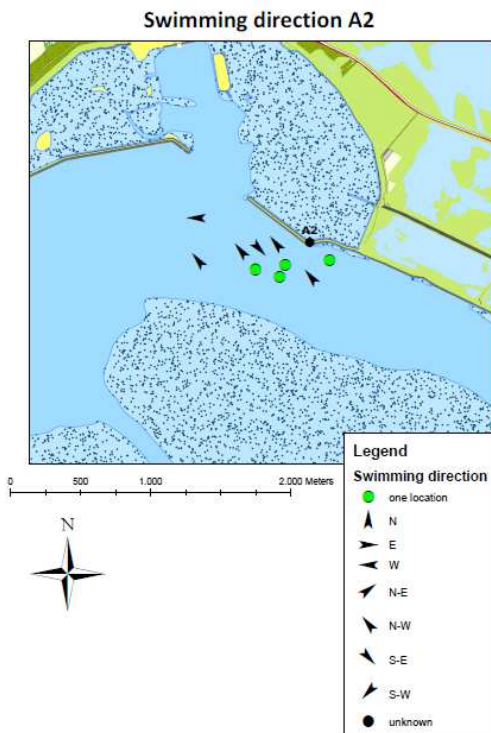 Swimming direction A2
A2
Legend
Swimming direction
one location
N
E
W
N-E
N-W
S-E
S-W
unknown
0 500 1.000 2.000 Meters
N